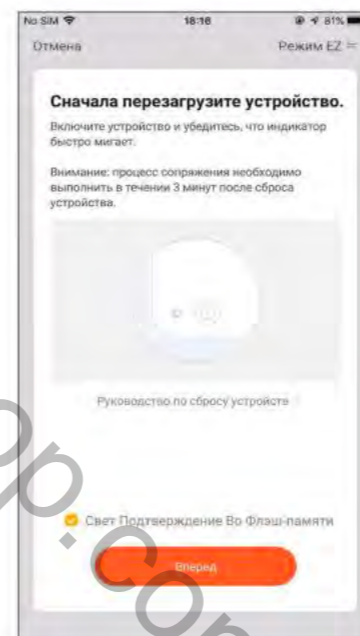 No SIM 18:18 81%
Отмена Режим EZ
Сначала перезагрузите устройство.
Включите устройство и убедитесь, что индикатор
быстро мигает.
Внимание: процесс сопряжения необходимо
выполнить в течении 3 минут после сброса
устройства.
Руководство по сбросу устройств
Свет Подтверждение Во Флэш-памяти
Вперед